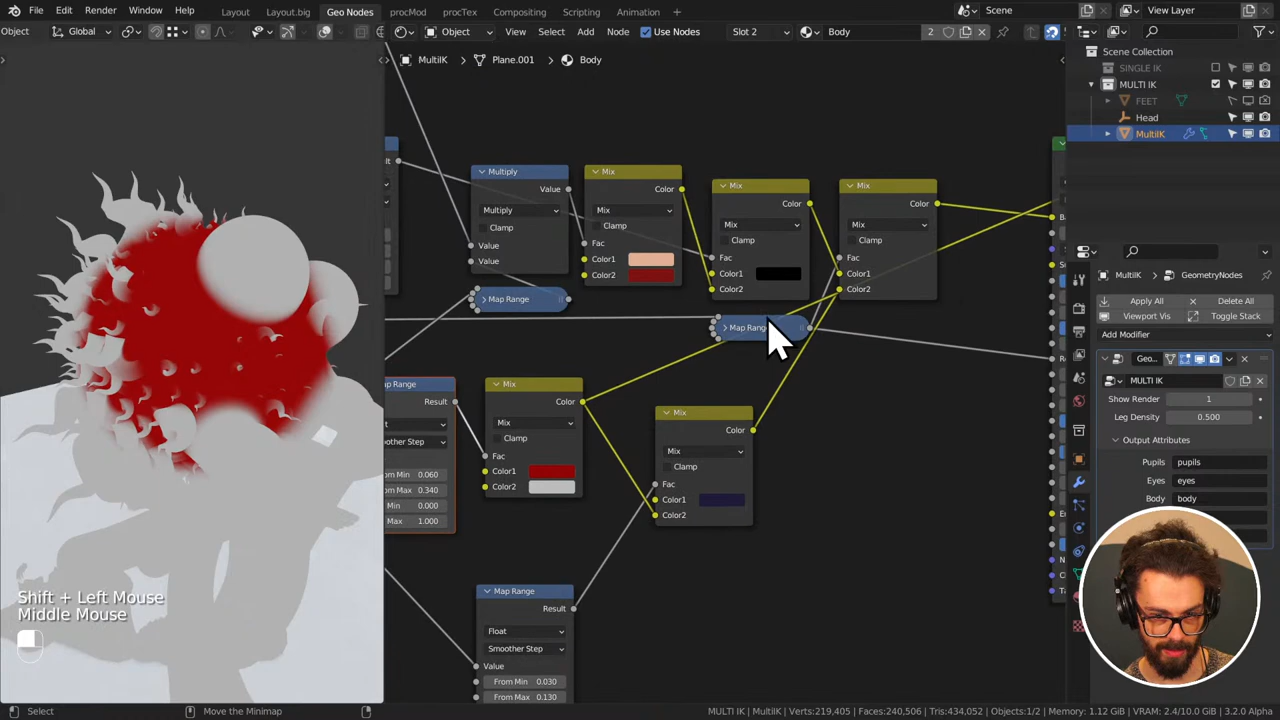 File Edit Render Window Help Layout Layout.big Geo Nodes procMod procTex Compositing Scripting Animation + Scene View Layer
Object Global Object View Select Add Node Use Nodes Slot 2 Body 2
MultiIK > Plane.001 > Body
Scene Collection
SINGLE IK
MULTI IK
FEET
Head
MultiIK
Multiply
Value
Multiply
Clamp
Value
Value
Mix
Color
Mix
Clamp
Fac
Color1
Color2
Mix
Color
Mix
Clamp
Fac
Color1
Color2
Mix
Color
Mix
Clamp
Fac
Color1
Color2
Map Range
Map Range
Result
Smoother Step
0.060
Max 0.340
Min 0.000
Max 1.000
Mix
Color
Mix
Clamp
Fac
Color1
Color2
Mix
Color
Mix
Clamp
Fac
Color1
Color2
Map Range
Result
Float
Smoother Step
Value
From Min 0.030
From Max 0.130
MultiIK > GeometryNodes
Apply All Delete All
Viewport Vis Toggle Stack
Add Modifier
Geo...
MULTI IK
Show Render 1
Leg Density 0.500
Output Attributes
Pupils pupils
Eyes eyes
Body body
Shift + Left Mouse
Middle Mouse
Select Move the Minimap MULTI IK | MultiIK | Verts:219,405 | Faces:240,506 | Tris:434,052 | Objects:1/2 | Memory: 1.12 GiB | VRAM: 2.4/10.0 GiB | 3.2.0 Alpha